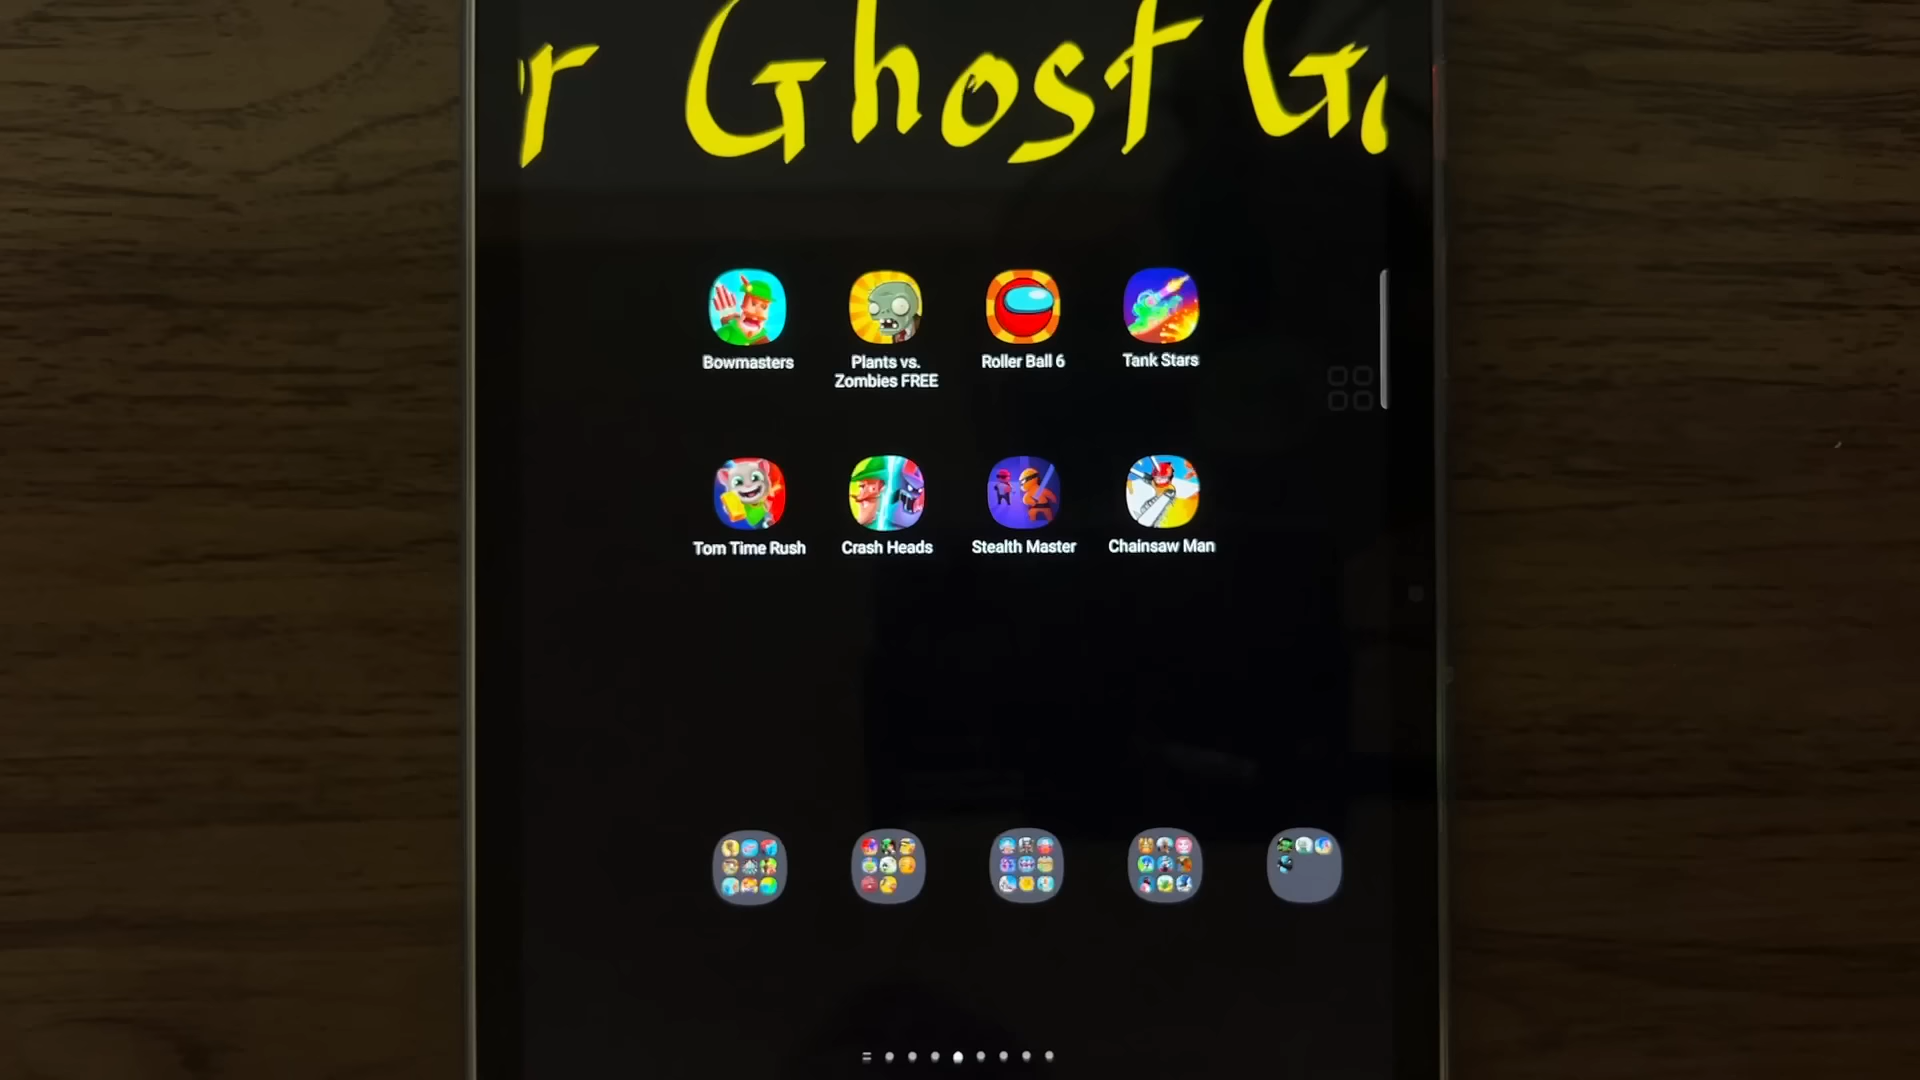 r Ghost Ga
Bowmasters
Plants vs.
Zombies FREE
Roller Ball 6
Tank Stars
Tom Time Rush
Crash Heads
Stealth Master
Chainsaw Man